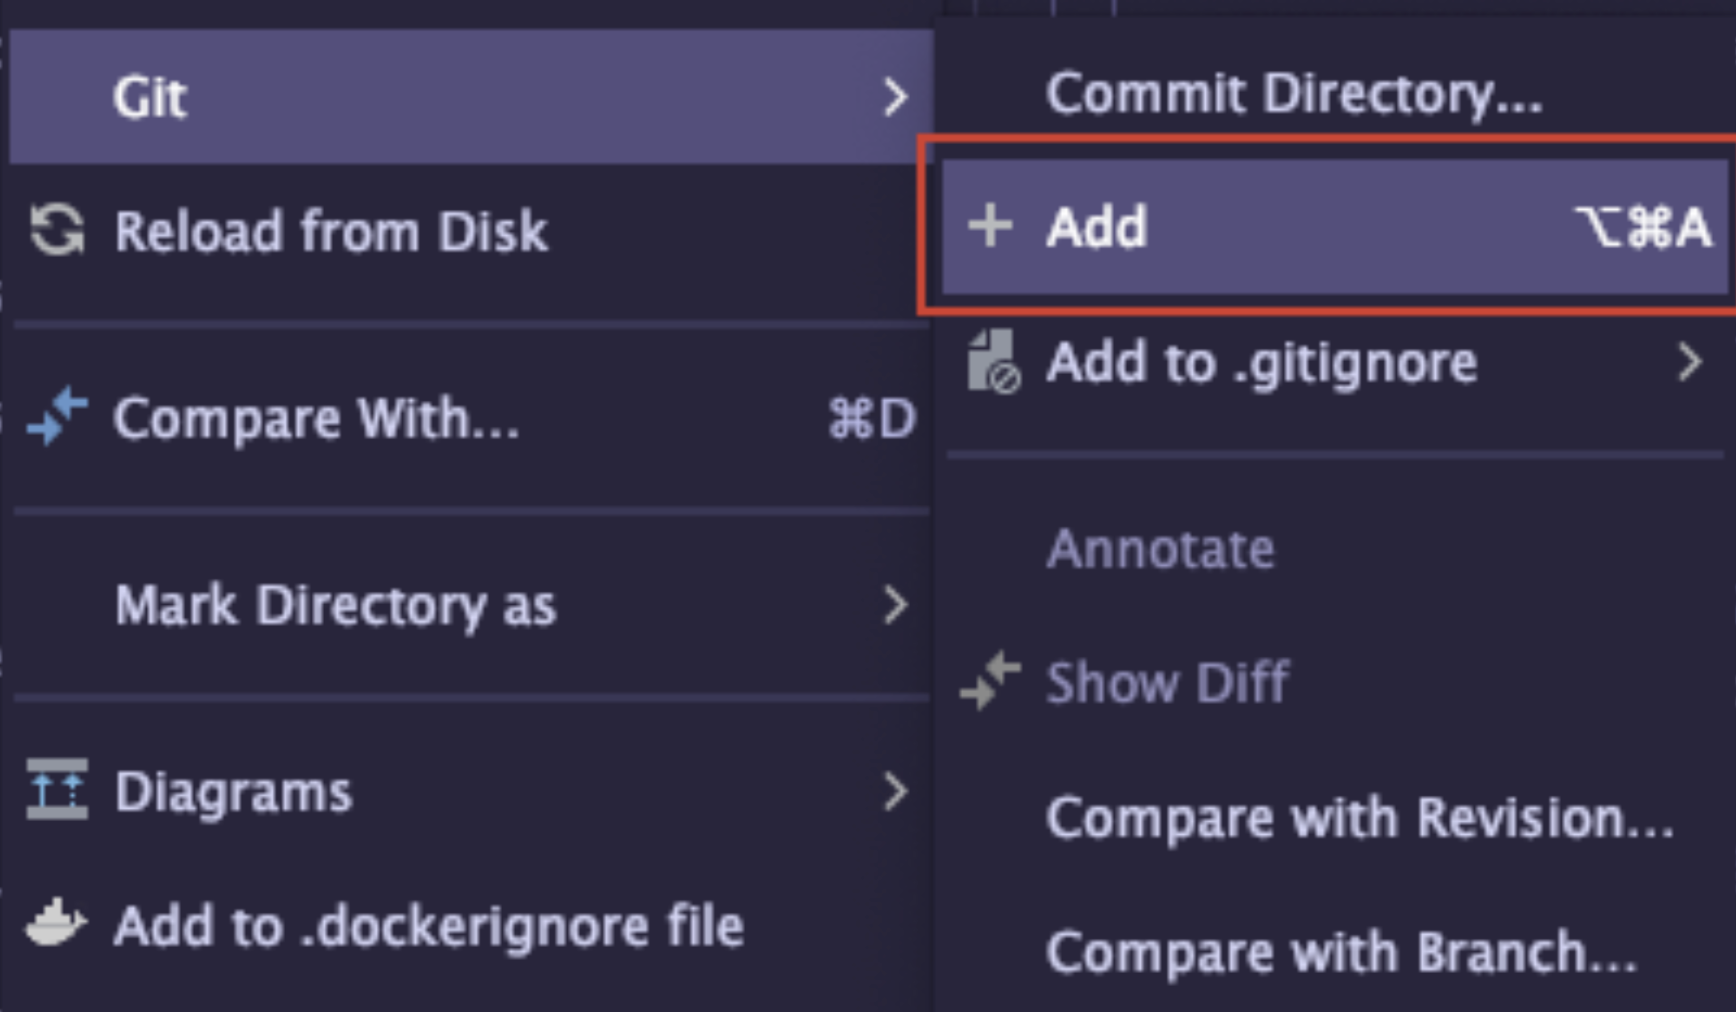 Git
Reload from Disk
Compare With... ⌘D
Mark Directory as
Diagrams
Add to .dockerignore file
Commit Directory...
Add ⌥⌘A
Add to .gitignore
Annotate
Show Diff
Compare with Revision...
Compare with Branch...